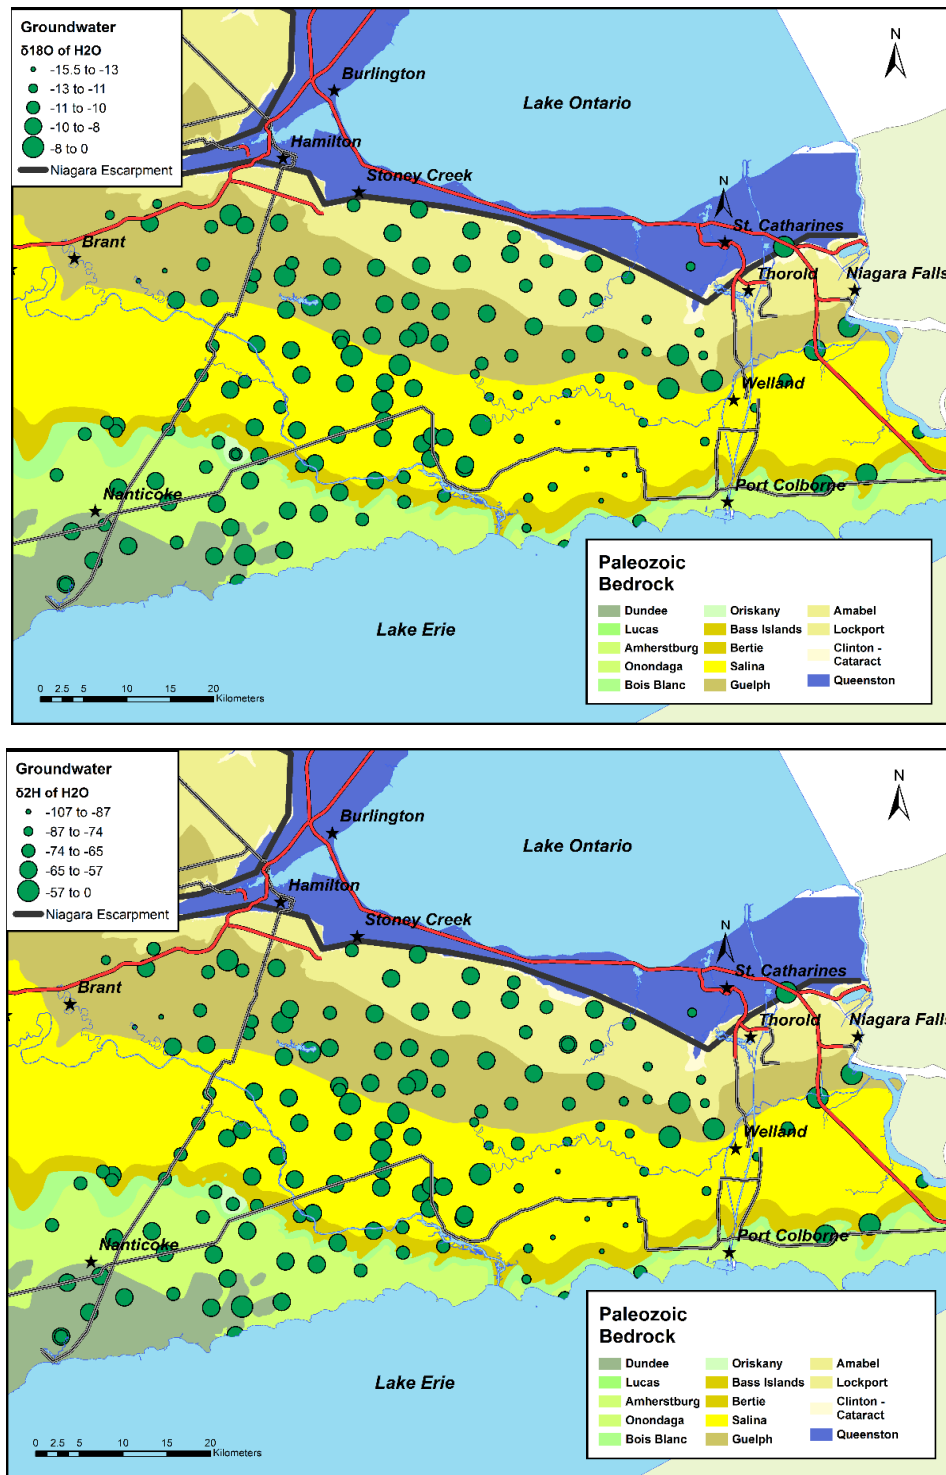 Groundwater
δ18O of H2O
-15.5 to -13
-13 to -11
-11 to -10
-10 to -8
-8 to 0
Niagara Escarpment
N
Burlington
Lake Ontario
Hamilton
Stoney Creek
N
St. Catharines
Brant
Thorold
Niagara Falls
Welland
Nanticoke
Port Colborne
Lake Erie
Paleozoic
Bedrock
Dundee
Lucas
Amherstburg
Onondaga
Bois Blanc
Oriskany
Bass Islands
Bertie
Salina
Guelph
Amabel
Lockport
Clinton -
Cataract
Queenston
0 2.5 5 10 15 20
Kilometers
Groundwater
δ2H of H2O
-107 to -87
-87 to -74
-74 to -65
-65 to -57
-57 to 0
Niagara Escarpment
N
Burlington
Lake Ontario
Hamilton
Stoney Creek
N
St. Catharines
Brant
Thorold
Niagara Falls
Welland
Nanticoke
Port Colborne
Lake Erie
Paleozoic
Bedrock
Dundee
Lucas
Amherstburg
Onondaga
Bois Blanc
Oriskany
Bass Islands
Bertie
Salina
Guelph
Amabel
Lockport
Clinton -
Cataract
Queenston
0 2.5 5 10 15 20
Kilometers